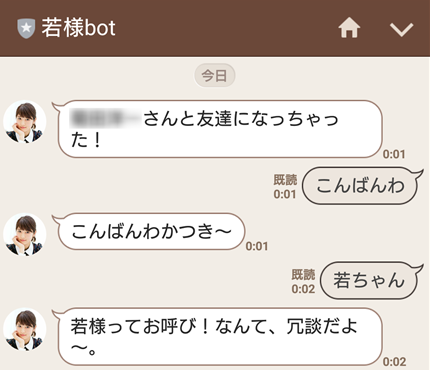 若様bot
今日
さんと友達になっちゃっ
た！
0:01
既読
0:01
こんばんわ
こんばんわかつき～
0:01
既読
0:02
若ちゃん
若様ってお呼び！なんて、冗談だよ
～。
0:02